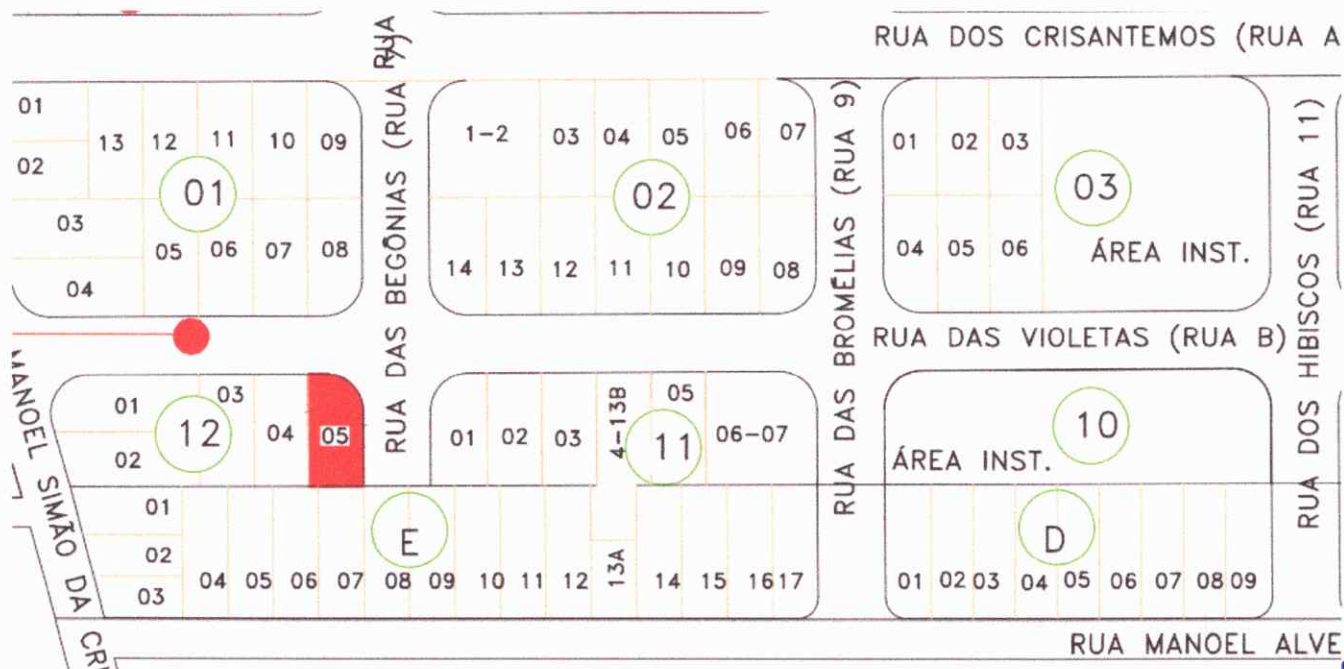 RUA DOS CRISANTEMOS (RUA A
RUA DAS BEGÔNIAS (RUA
RUA
RUA DAS BROMÉLIAS (RUA 9)
RUA DOS HIBISCOS (RUA 11)
01
02
03
04
13 12 11 10 09
01
05 06 07 08
1-2 03 04 05 06 07
02
14 13 12 11 10 09 08
01 02 03
03
04 05 06
ÁREA INST.
RUA DAS VIOLETAS (RUA B)
MANOEL SIMÃO DA CR
01
02
03
12
04
05
01 02 03 4-13B 05
11
06-07
10
ÁREA INST.
01
02
03
E
04 05 06 07 08 09 10 11 12 13A 14 15 16 17
D
01 02 03 04 05 06 07 08 09
RUA MANOEL ALVE